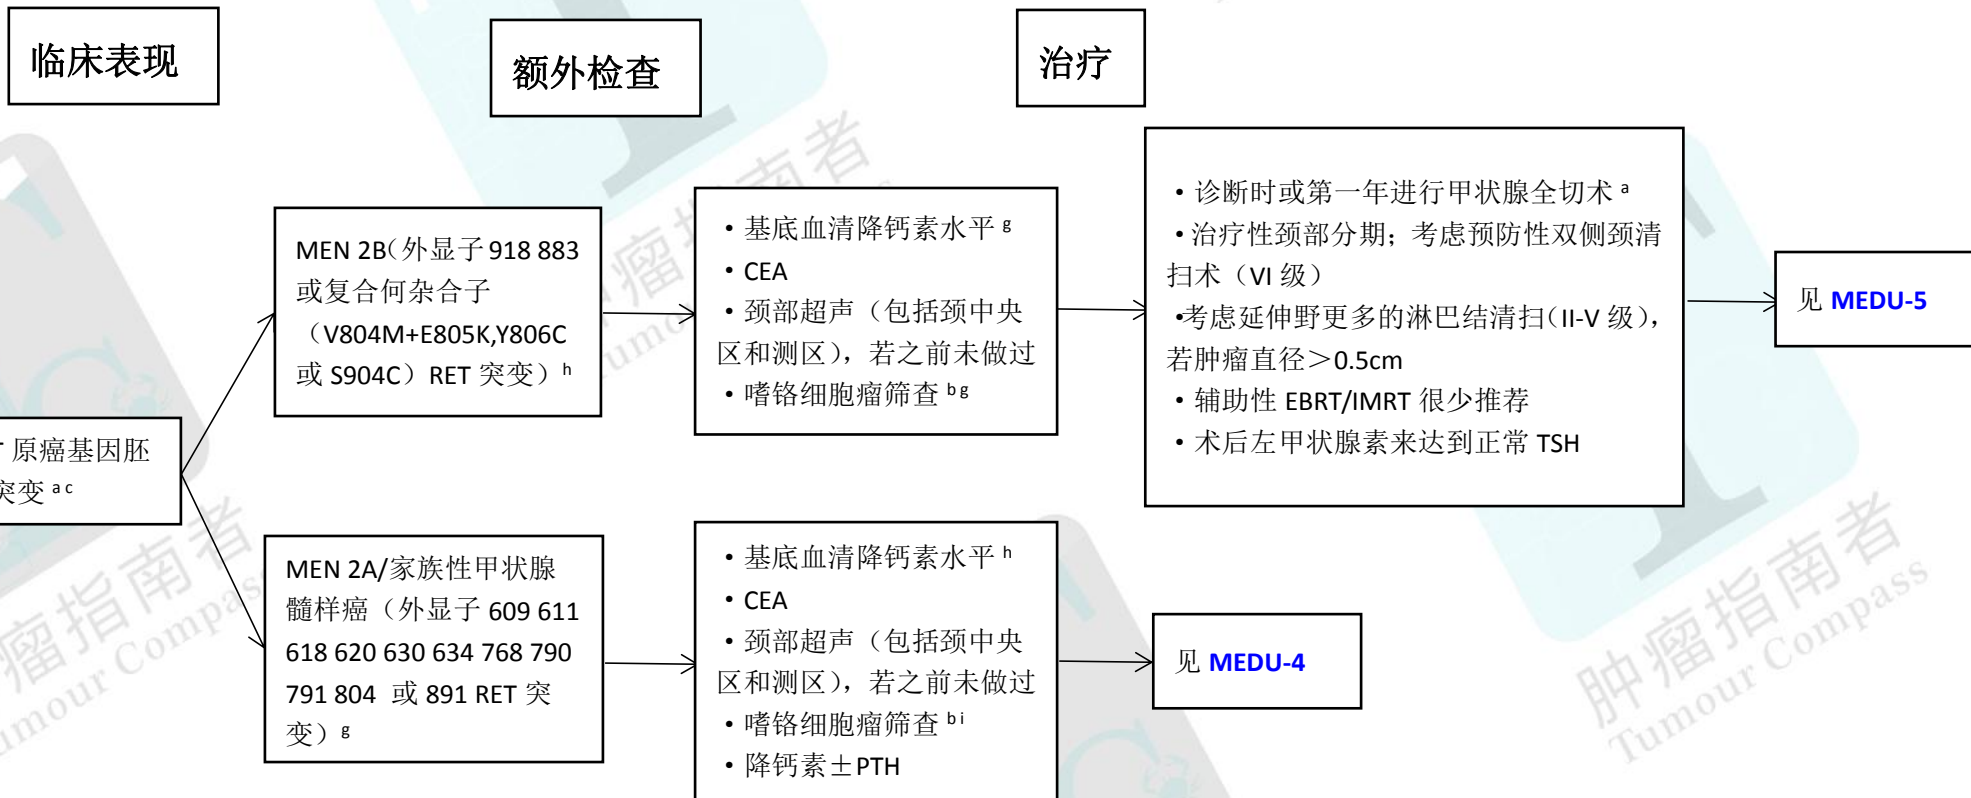 临床表现
额外检查
治疗
MEN 2B（外显子 918 883
或复合何杂合子
（V804M+E805K,Y806C
或 S904C）RET 突变）h
• 基底血清降钙素水平 g
• CEA
• 颈部超声（包括颈中央
区和测区），若之前未做过
• 嗜铬细胞瘤筛查 b g
• 诊断时或第一年进行甲状腺全切术 a
• 治疗性颈部分期；考虑预防性双侧颈清
扫术（VI 级）
•考虑延伸野更多的淋巴结清扫（II-V 级），
若肿瘤直径＞0.5cm
• 辅助性 EBRT/IMRT 很少推荐
• 术后左甲状腺素来达到正常 TSH
见 MEDU-5
原癌基因胚
突变 a c
MEN 2A/家族性甲状腺
髓样癌（外显子 609 611
618 620 630 634 768 790
791 804 或 891 RET 突
变）g
• 基底血清降钙素水平 h
• CEA
• 颈部超声（包括颈中央
区和测区），若之前未做过
• 嗜铬细胞瘤筛查 b i
• 降钙素±PTH
见 MEDU-4
肿瘤指南者
Tumour Compass